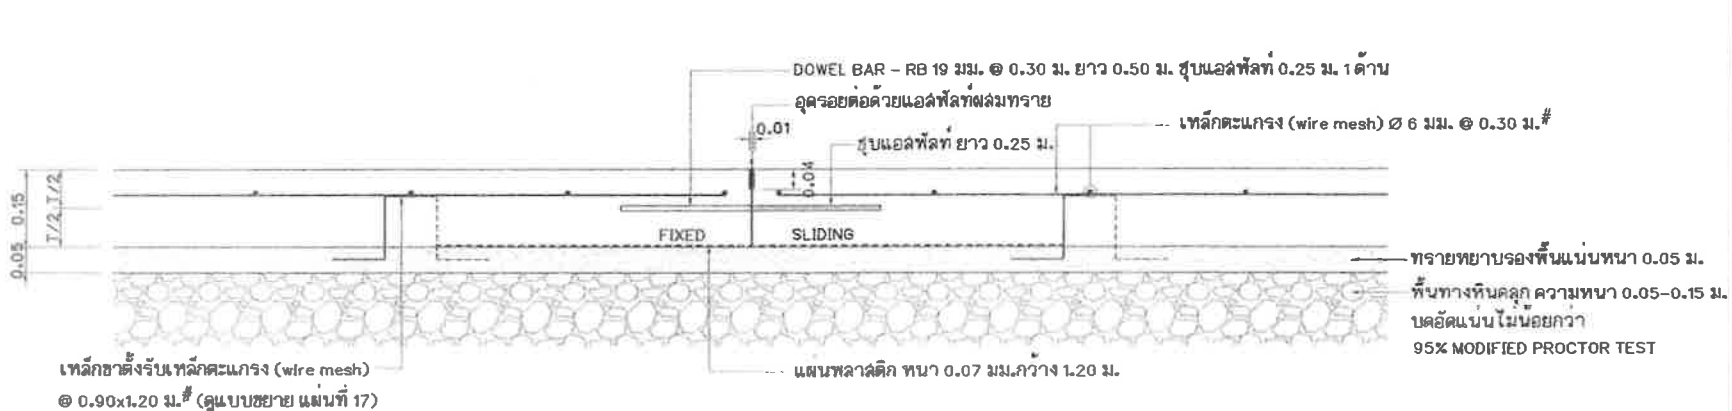 DOWEL BAR - RB 19 มม. @ 0.30 ม. ยาว 0.50 ม. ชุบแอสฟัลท์ 0.25 ม. 1 ด้าน
อุดรอยต่อด้วยแอสฟัลท์ผสมทราย
0.01
เหล็กตะแกรง (wire mesh) Ø 6 มม. @ 0.30 ม.#
ชุบแอสฟัลท์ ยาว 0.25 ม.
0.04
0.15
T/2
T/2
0.05
FIXED
SLIDING
ทรายหยาบรองพื้นแน่นหนา 0.05 ม.
พื้นทางหินคลุก ความหนา 0.05-0.15 ม.
บดอัดแน่น ไม่น้อยกว่า
95% MODIFIED PROCTOR TEST
เหล็กขาตั้งรับเหล็กตะแกรง (wire mesh)
@ 0.90x1.20 ม.# (ดูแบบขยาย แผ่นที่ 17)
แผ่นพลาสติก หนา 0.07 มม.กว้าง 1.20 ม.